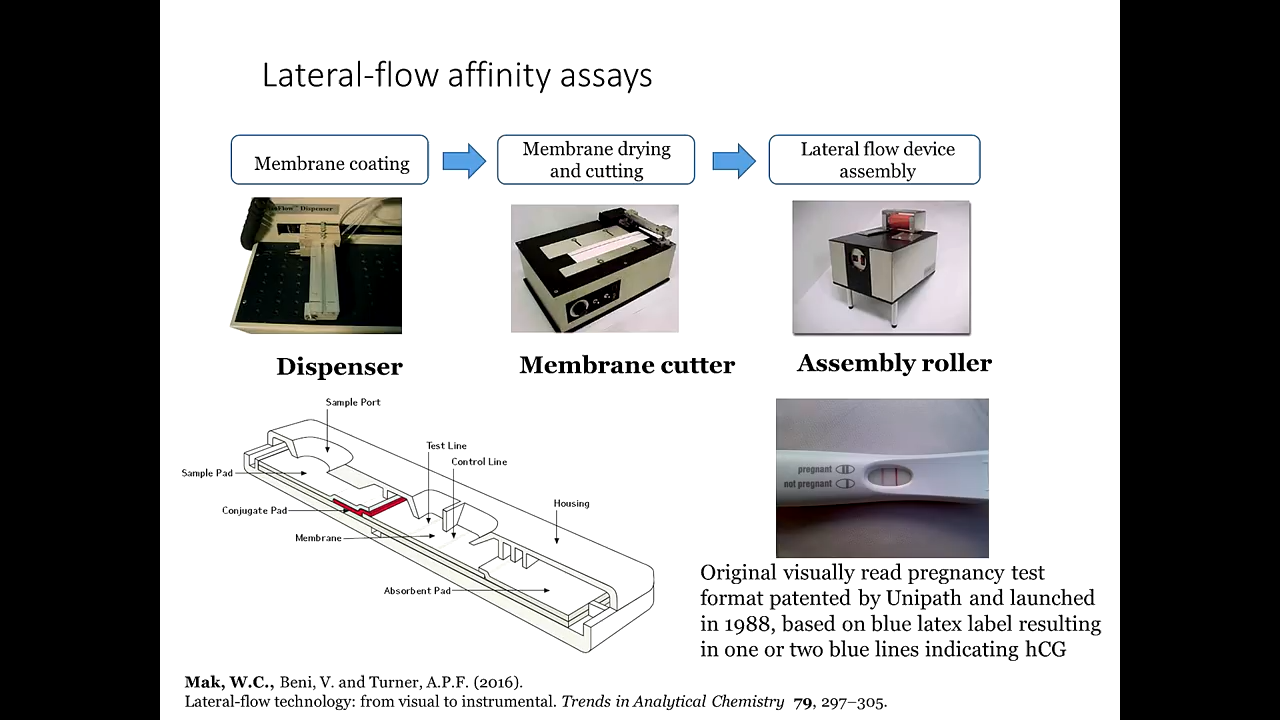 Lateral-flow affinity assays
Membrane coating
Membrane drying
and cutting
Lateral flow device
assembly
Dispenser
Dispenser
Membrane cutter
Assembly roller
Sample Port
Test Line
Control Line
Sample Pad
Housing
Conjugate Pad
Membrane
Absorbent Pad
pregnant
not pregnant
Original visually read pregnancy test
format patented by Unipath and launched
in 1988, based on blue latex label resulting
in one or two blue lines indicating hCG
Mak, W.C., Beni, V. and Turner, A.P.F. (2016).
Lateral-flow technology: from visual to instrumental. Trends in Analytical Chemistry 79, 297–305.